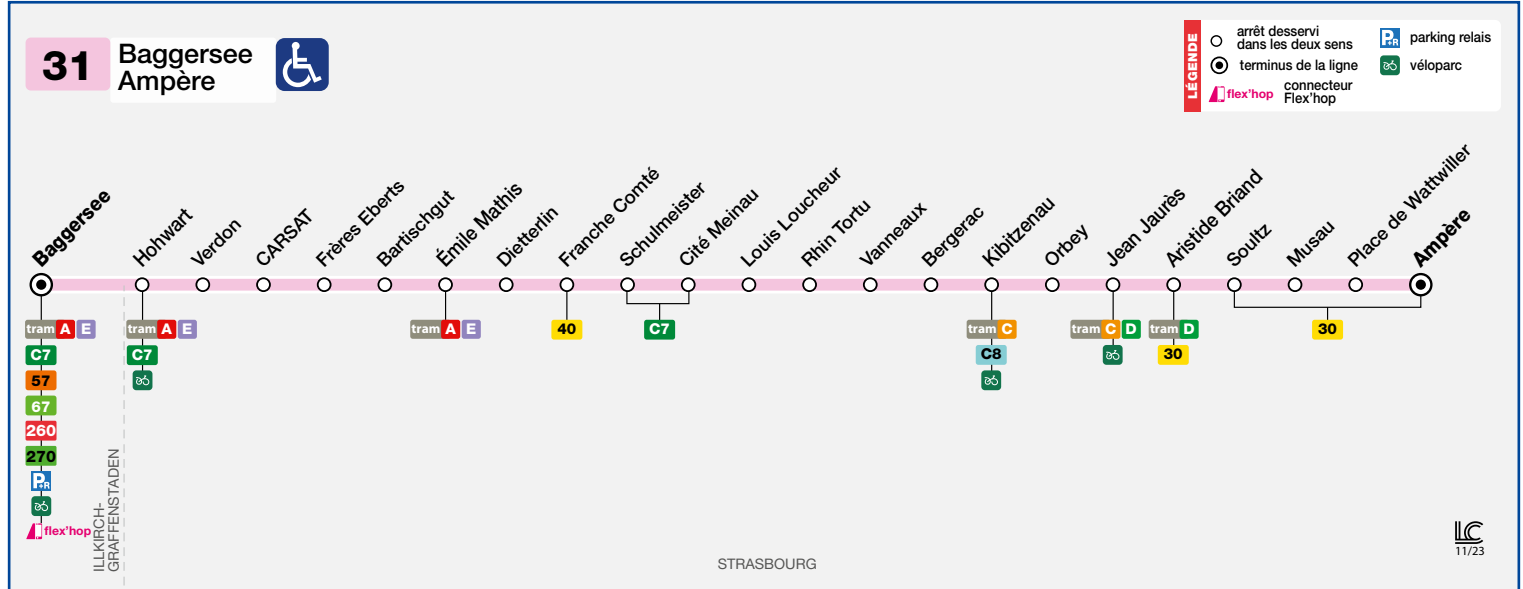 31
Baggersee
Ampère
LÉGENDE
arrêt desservi
dans les deux sens
terminus de la ligne
flex'hop
connecteur
Flex'hop
P+R
parking relais
véloparc
Baggersee
Hohwart
Verdon
CARSAT
Frères Eberts
Bartischgut
Émile Mathis
Dietterlin
Franche Comté
Schulmeister
Cité Meinau
Louis Loucheur
Rhin Tortu
Vanneaux
Bergerac
Kibitzenau
Orbey
Jean Jaurès
Aristide Briand
Soultz
Musau
Place de Wattwiller
Ampère
tram A E
C7
57
67
260
270
P+R
flex'hop
ILLKIRCH-
GRAFFENSTADEN
tram A E
C7
tram A E
40
C7
tram C
C8
tram C D
tram D
30
30
STRASBOURG
LC
11/23